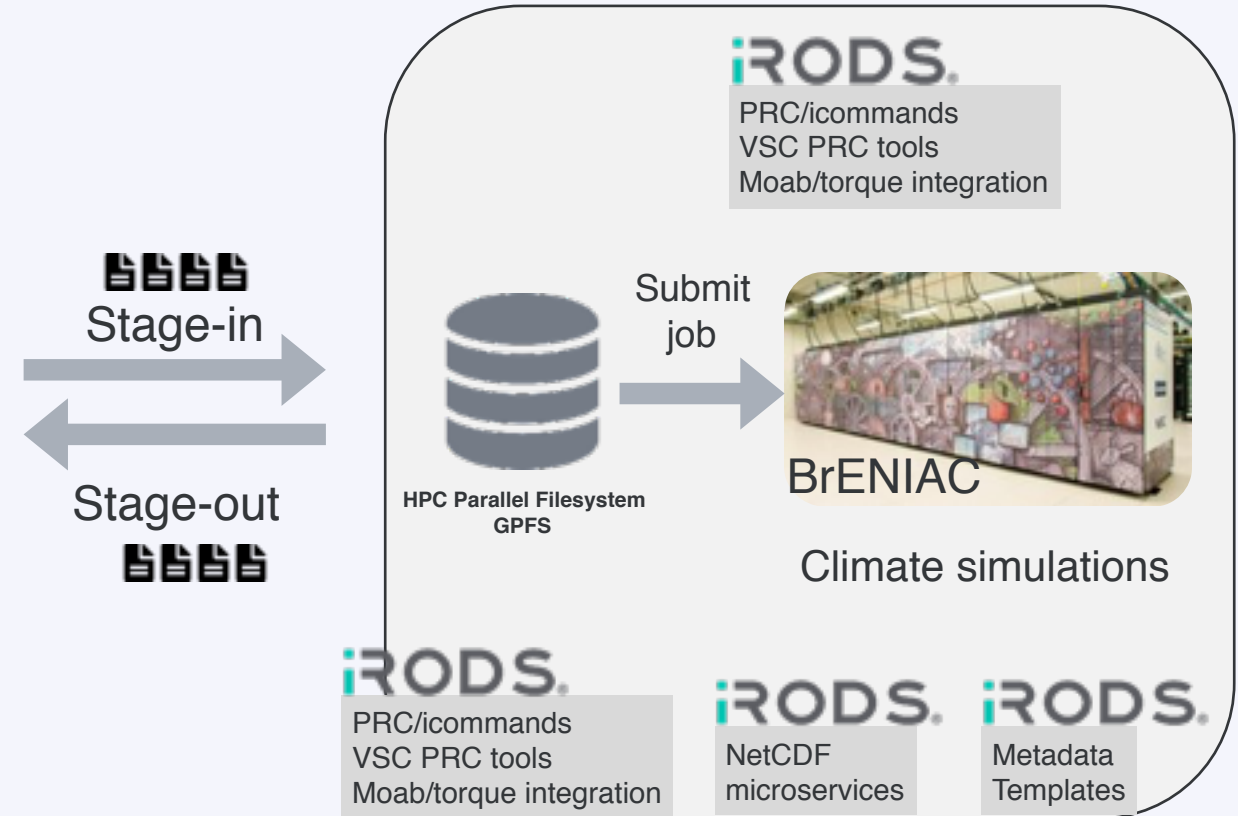 iRODS.
PRC/icommands
VSC PRC tools
Moab/torque integration
Stage-in
Submit
job
BrENIAC
Stage-out
HPC Parallel Filesystem
GPFS
Climate simulations
iRODS.
PRC/icommands
VSC PRC tools
Moab/torque integration
iRODS.
NetCDF
microservices
iRODS.
Metadata
Templates